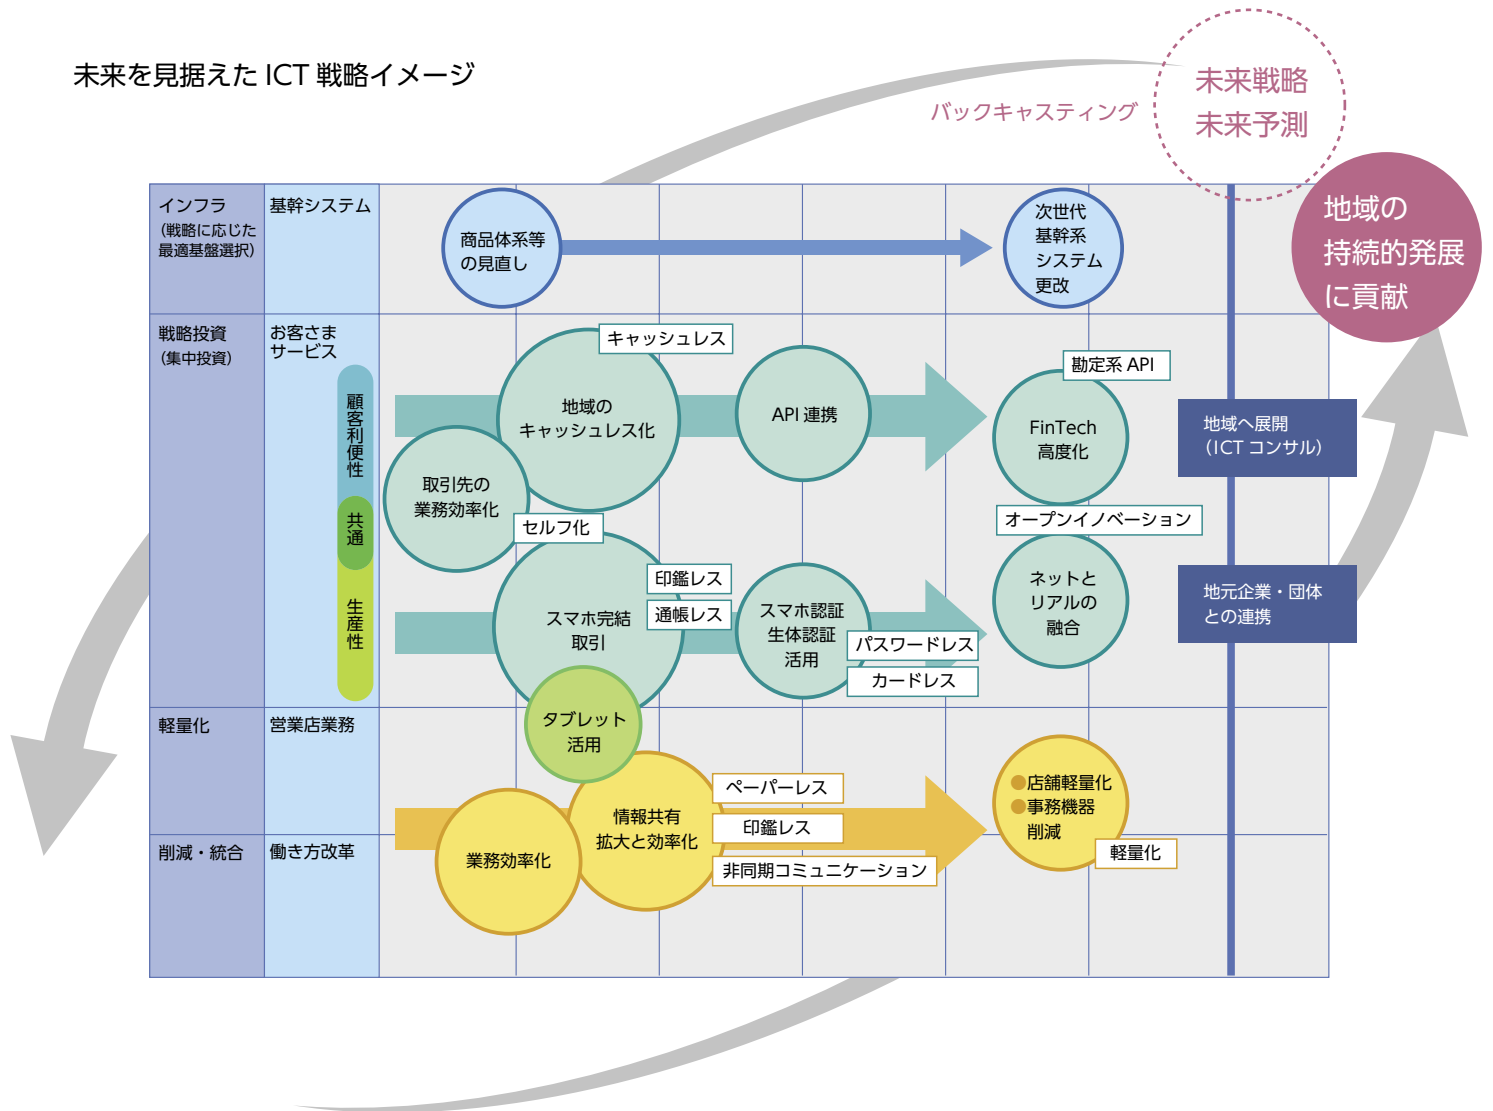 未来を見据えた ICT 戦略イメージ
バックキャスティング
未来戦略
未来予測
地域の
持続的発展
に貢献
インフラ
（戦略に応じた
最適基盤選択）
基幹システム
商品体系等
の見直し
次世代
基幹系
システム
更改
戦略投資
（集中投資）
お客さま
サービス
顧客利便性
共通
生産性
キャッシュレス
地域の
キャッシュレス化
API 連携
勘定系 API
FinTech
高度化
取引先の
業務効率化
セルフ化
オープンイノベーション
地域へ展開
（ICT コンサル）
印鑑レス
通帳レス
スマホ完結
取引
スマホ認証
生体認証
活用
パスワードレス
カードレス
ネットと
リアルの
融合
地元企業・団体
との連携
軽量化
営業店業務
タブレット
活用
ペーパーレス
印鑑レス
非同期コミュニケーション
情報共有
拡大と効率化
●店舗軽量化
●事務機器
削減
軽量化
削減・統合
働き方改革
業務効率化